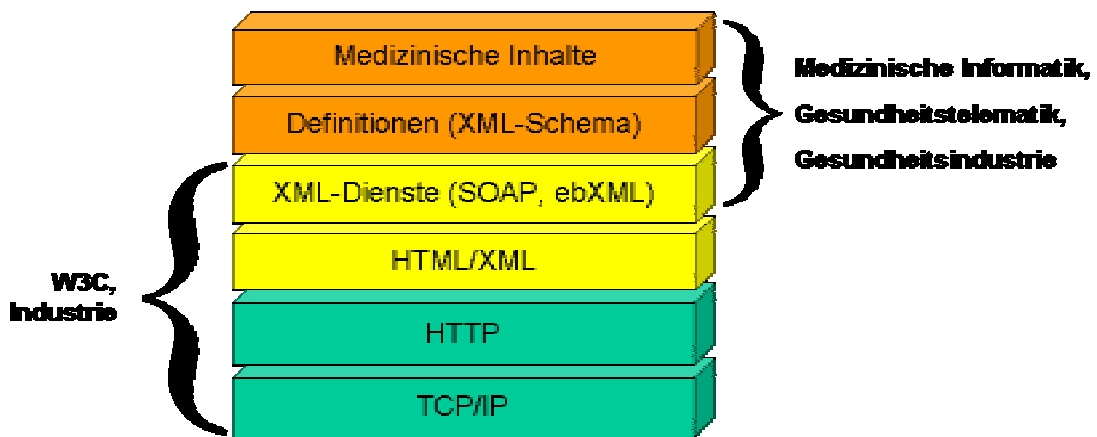 Medizinische Inhalte
Definitionen (XML-Schema)
XML-Dienste (SOAP, ebXML)
HTML/XML
HTTP
TCP/IP
Medizinische Informatik,
Gesundheitstelematik,
Gesundheitsindustrie
W3C,
Industrie